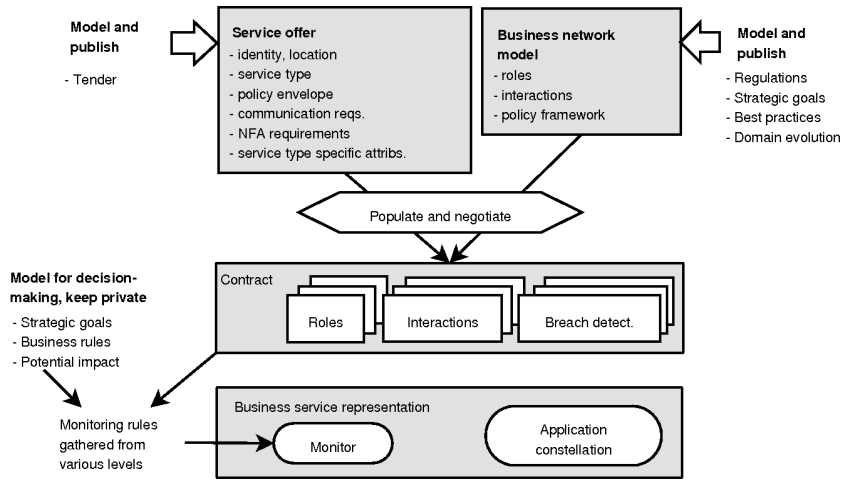 Model and
publish
- Tender
Service offer
- identity, location
- service type
- policy envelope
- communication reqs.
- NFA requirements
- service type specific attribs.
Business network
model
- roles
- interactions
- policy framework
Model and
publish
- Regulations
- Strategic goals
- Best practices
- Domain evolution
Populate and negotiate
Contract
Roles
Interactions
Breach detect.
Model for decision-
making, keep private
- Strategic goals
- Business rules
- Potential impact
Monitoring rules
gathered from
various levels
Business service representation
Monitor
Application
constellation